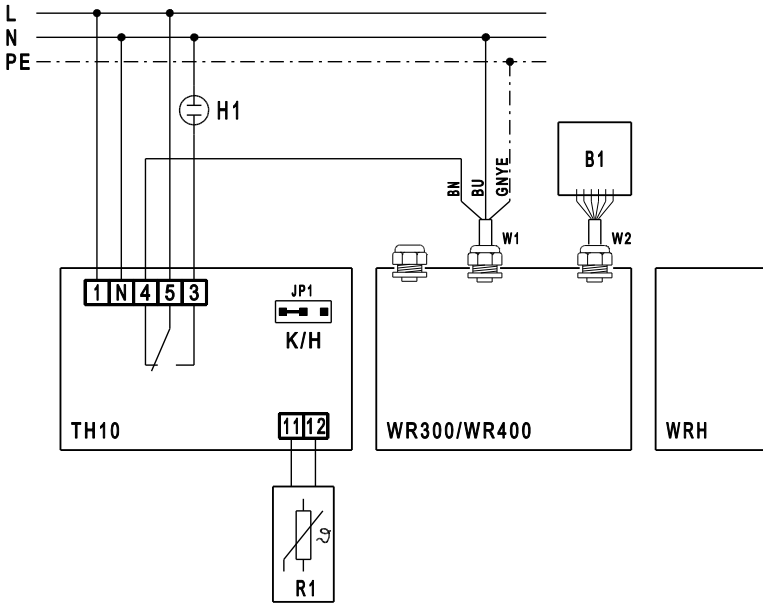 L
N
PE
H1
BN
BU
GNYE
B1
W1
W2
1 N 4 5 3
JP1
K/H
TH10
11 12
WR300/WR400
WRH
R1